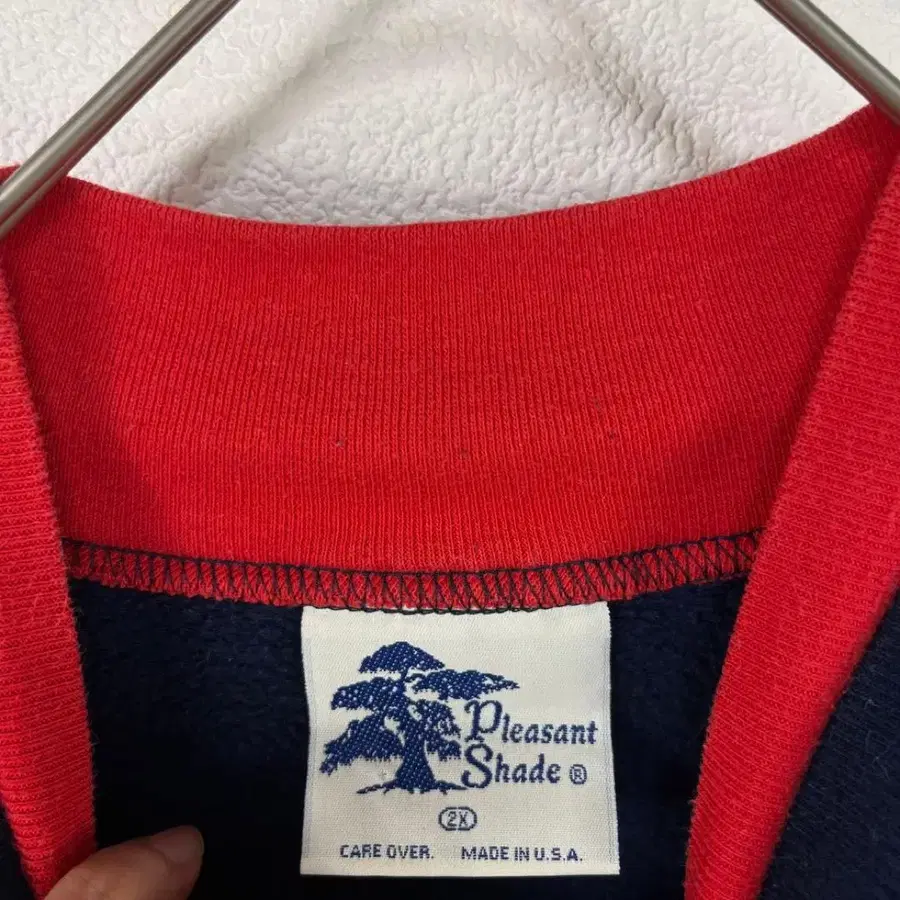 Pleasant
Shade ®
2X
CARE OVER. MADE IN U.S.A.